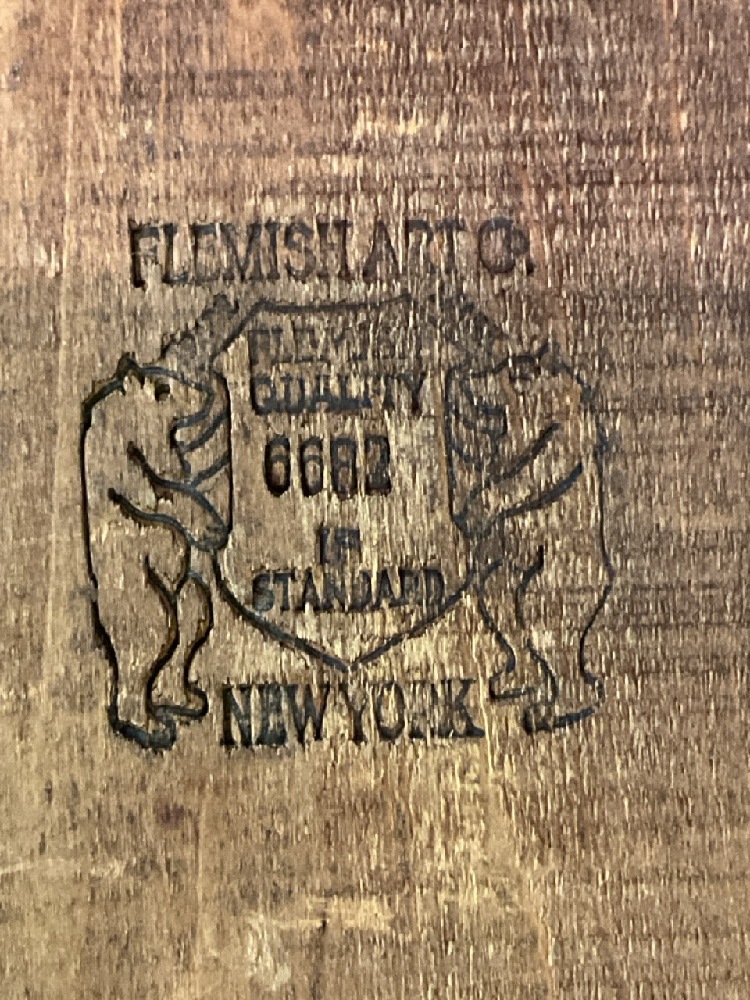 FLEMISH ART Co.
FLEMISH
QUALITY
6682
IS
STANDARD
NEW YORK